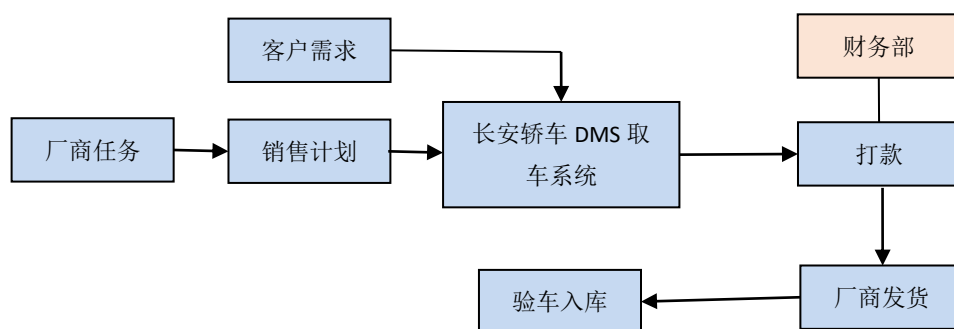 客户需求
财务部
厂商任务
销售计划
长安轿车 DMS 取
车系统
打款
验车入库
厂商发货